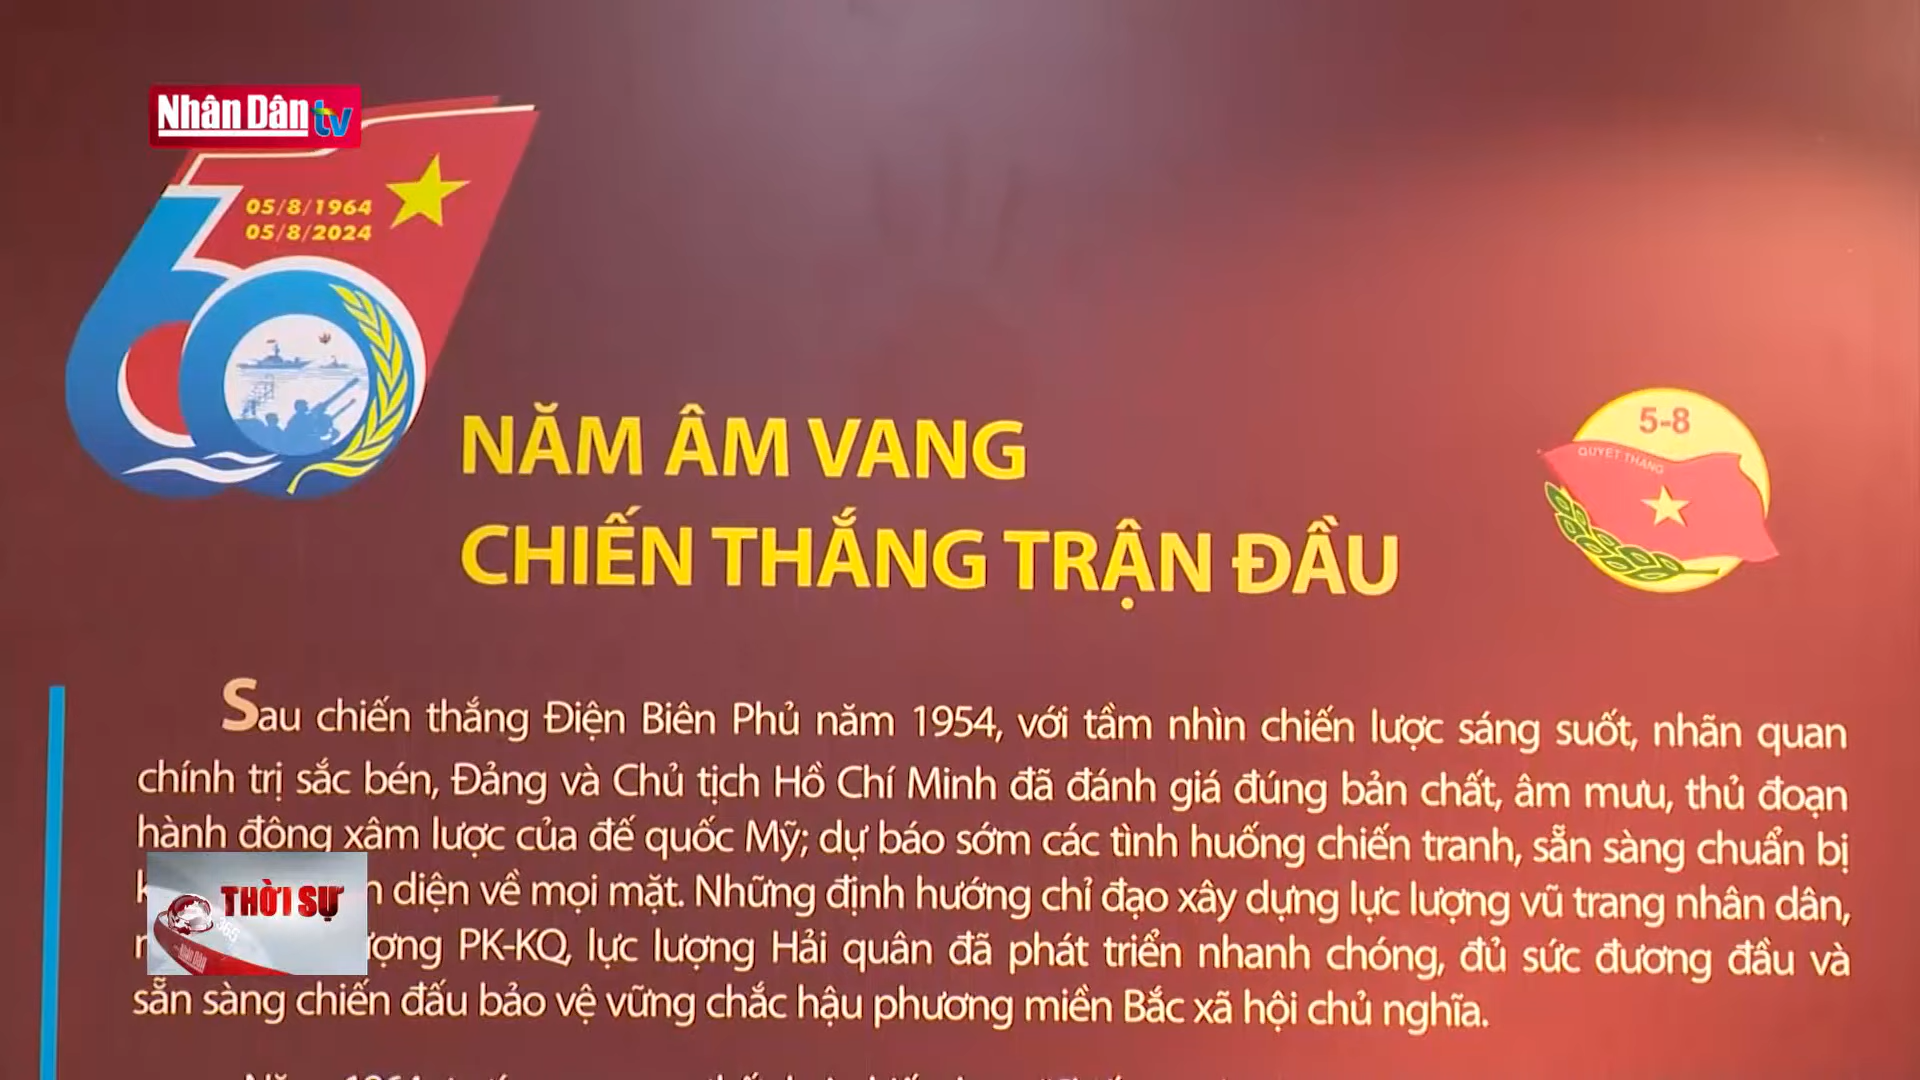 Nhân Dân tv
05/8/1964
05/8/2024
60
NĂM ÂM VANG
CHIẾN THẮNG TRẬN ĐẦU
5-8
QUYẾT THẮNG
Sau chiến thắng Điện Biên Phủ năm 1954, với tầm nhìn chiến lược sáng suốt, nhãn quan
chính trị sắc bén, Đảng và Chủ tịch Hồ Chí Minh đã đánh giá đúng bản chất, âm mưu, thủ đoạn
hành động xâm lược của đế quốc Mỹ; dự báo sớm các tình huống chiến tranh, sẵn sàng chuẩn bị
diện về mọi mặt. Những định hướng chỉ đạo xây dựng lực lượng vũ trang nhân dân,
PK-KQ, lực lượng Hải quân đã phát triển nhanh chóng, đủ sức đương đầu và
sẵn sàng chiến đấu bảo vệ vững chắc hậu phương miền Bắc xã hội chủ nghĩa.
THỜI SỰ
365
Nhân Dân